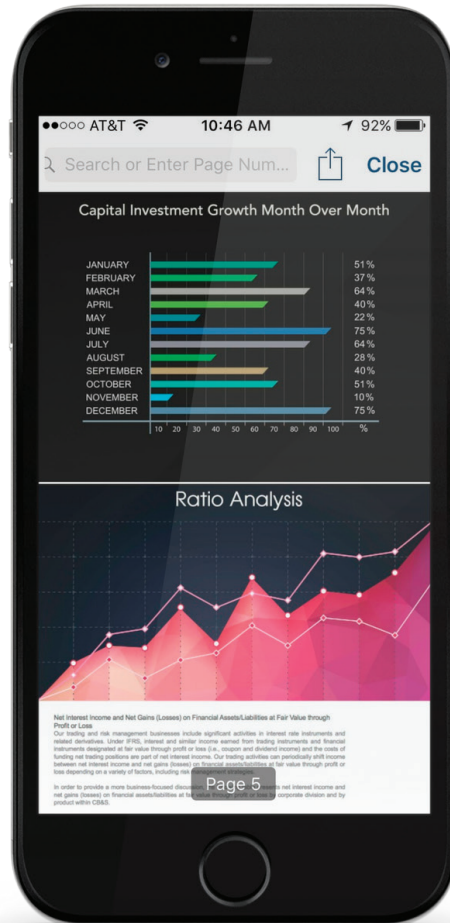 ●●○○○ AT&T 10:46 AM 92%
Search or Enter Page Num... Close
Capital Investment Growth Month Over Month
JANUARY 51%
FEBRUARY 37%
MARCH 64%
APRIL 40%
MAY 22%
JUNE 75%
JULY 64%
AUGUST 28%
SEPTEMBER 40%
OCTOBER 51%
NOVEMBER 10%
DECEMBER 75%
10 20 30 40 50 60 70 80 90 100 %
Ratio Analysis
Net Interest Income and Net Gains (Losses) on Financial Assets/Liabilities at Fair Value through
Profit or Loss
Our trading and risk management businesses include significant activities in interest rate instruments and
related derivatives. Under IFRS, interest and similar income earned from trading instruments and financial
instruments designated at fair value through profit or loss (i.e., coupon and dividend income) and the costs of
funding net trading positions are part of net interest income. Our trading activities can periodically shift income
between net interest income and net gains (losses) on financial assets/liabilities at fair value through profit or
loss depending on a variety of factors, including risk management strategies.
In order to provide a more business-focused net interest income and
net gains (losses) on financial assets/liabilities at fair value through profit or loss by corporate division and by
product within CB&S.
Page 5